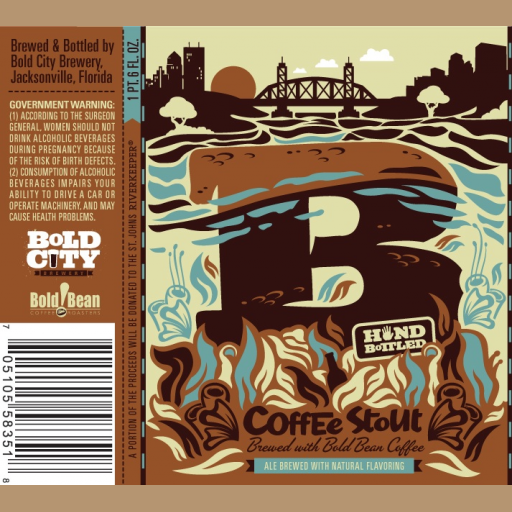 Brewed & Bottled by
Bold City Brewery,
Jacksonville, Florida
GOVERNMENT WARNING:
(1) ACCORDING TO THE SURGEON
GENERAL, WOMEN SHOULD NOT
DRINK ALCOHOLIC BEVERAGES
DURING PREGNANCY BECAUSE
OF THE RISK OF BIRTH DEFECTS.
(2) CONSUMPTION OF ALCOHOLIC
BEVERAGES IMPAIRS YOUR
ABILITY TO DRIVE A CAR OR
OPERATE MACHINERY, AND MAY
CAUSE HEALTH PROBLEMS.
BOLD
CITY
BREWERY
Bold Bean
COFFEE ROASTERS
7 05105 58351 8
1 PT. 6 FL. OZ.
A PORTION OF THE PROCEEDS WILL BE DONATED TO THE ST. JOHNS RIVERKEEPER®
B
HAND
BOTTLED
COFFEE STOUT
Brewed with Bold Bean Coffee
ALE BREWED WITH NATURAL FLAVORING